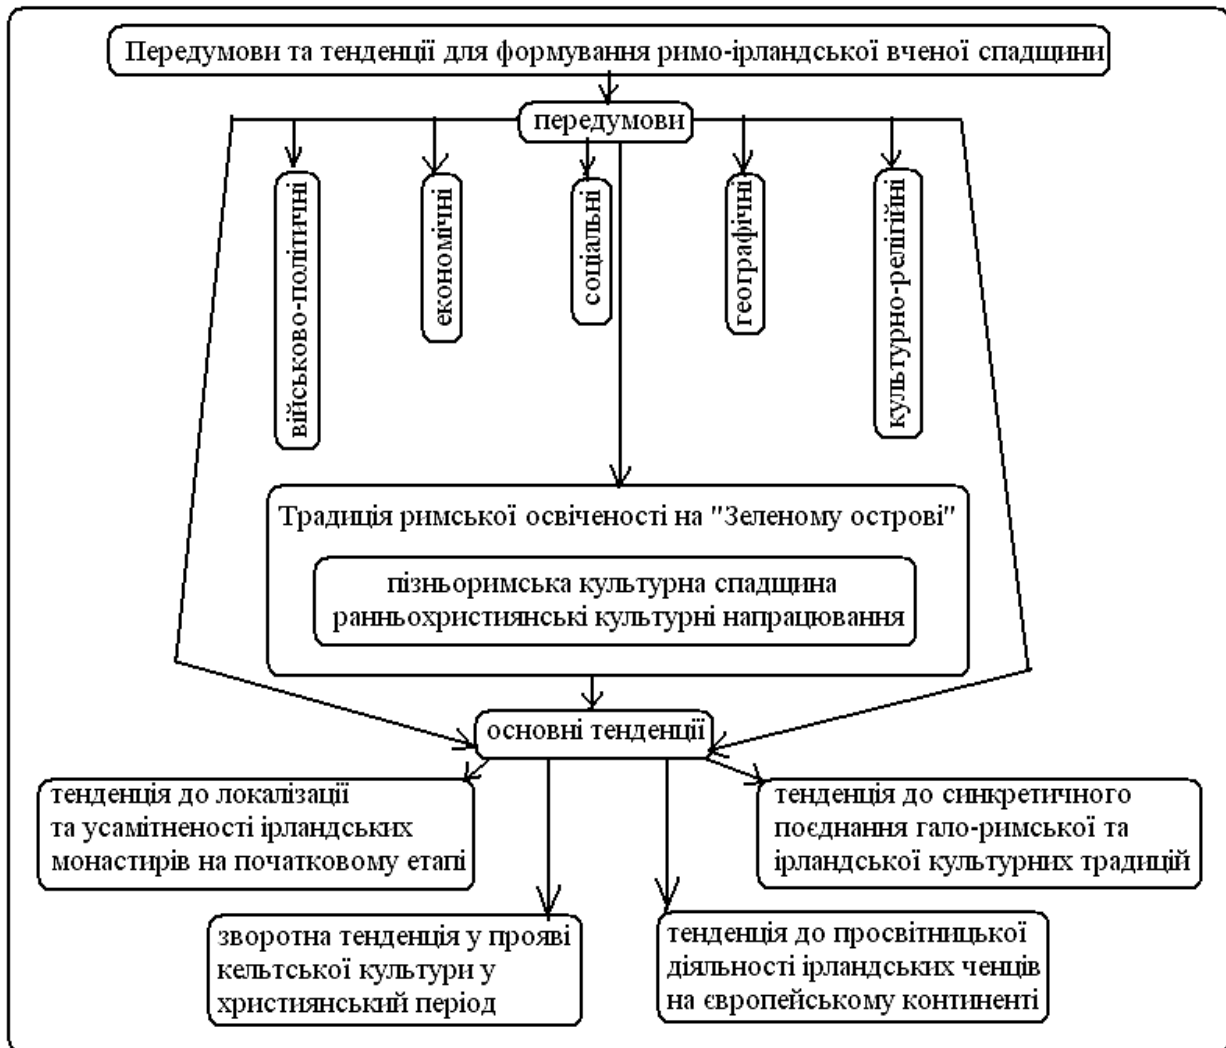 Передумови та тенденції для формування римо-ірландської вченої спадщини
передумови
військово-політичні
економічні
соціальні
географічні
культурно-релігійні
Традиція римської освіченості на "Зеленому острові"
пізньоримська культурна спадщина
ранньохристиянські культурні напрацювання
основні тенденції
тенденція до локалізації
та усамітненості ірландських
монастирів на початковому етапі
тенденція до синкретичного
поєднання гало-римської та
ірландської культурних традицій
зворотна тенденція у прояві
кельтської культури у
християнський період
тенденція до просвітницької
діяльності ірландських ченців
на європейському континенті